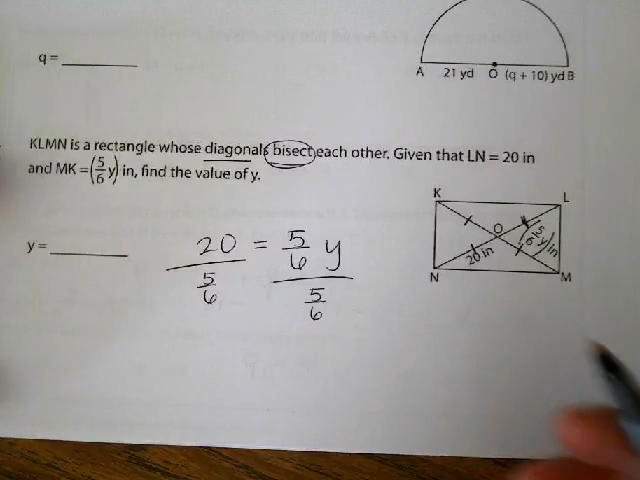 q = ________
A 21 yd O (q + 10) yd B
KLMN is a rectangle whose diagonals bisect each other. Given that LN = 20 in
and MK = (5/6 y) in, find the value of y.
K L
O
20 in (5/6 y) in
N M
y = ________
20 = 5/6 y
5/6 5/6